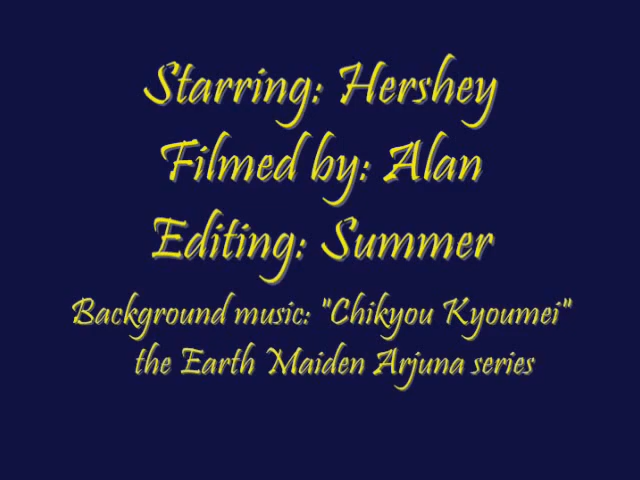 Starring: Hershey
Filmed by: Alan
Editing: Summer
Background music: "Chikyou Kyoumei"
the Earth Maiden Arjuna series